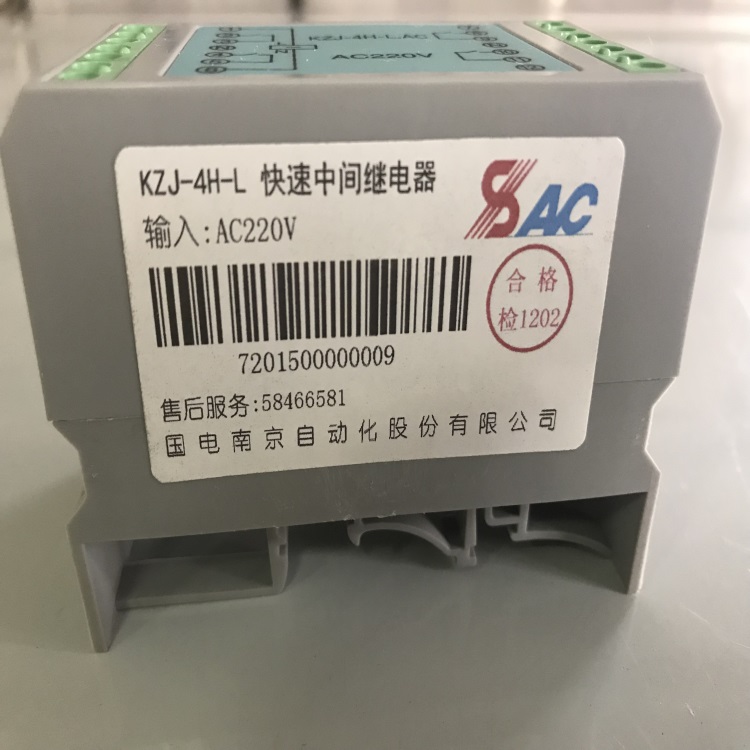 KZJ-4H-LAC
AC220V
KZJ-4H-L 快速中间继电器
SAC
输入:AC220V
合格
检1202
7201500000009
售后服务:58466581
国电南京自动化股份有限公司